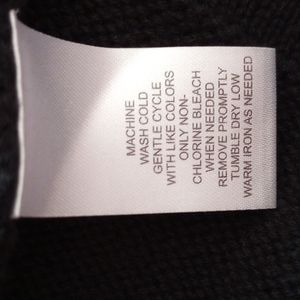 MACHINE
WASH COLD
GENTLE CYCLE
WITH LIKE COLORS
ONLY NON-
CHLORINE BLEACH
WHEN NEEDED
REMOVE PROMPTLY
TUMBLE DRY LOW
WARM IRON AS NEEDED